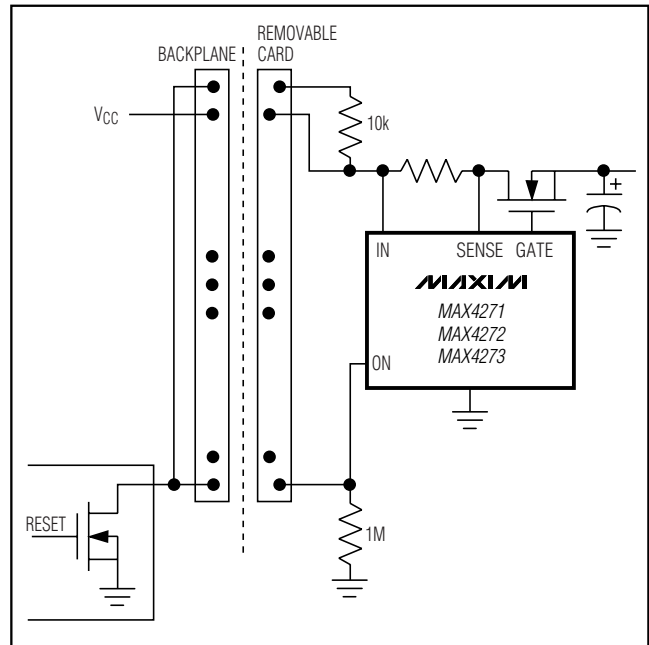 BACKPLANE
REMOVABLE
CARD
VCC
10k
IN
SENSE
GATE
MAXIM
MAX4271
MAX4272
MAX4273
ON
RESET
1M
+